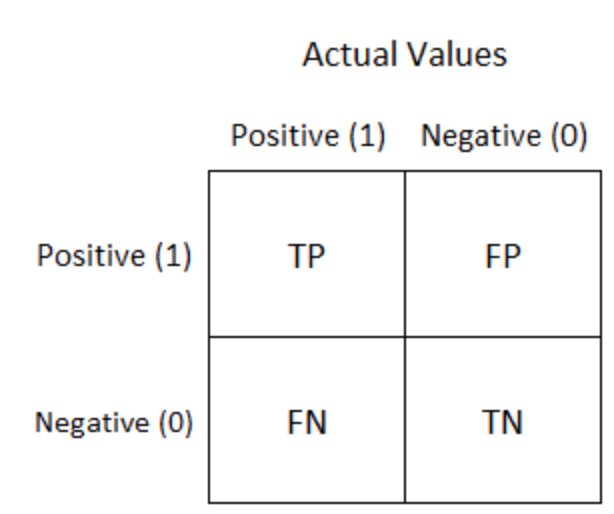 Actual Values
Positive (1) Negative (0)
Positive (1) TP FP
Negative (0) FN TN